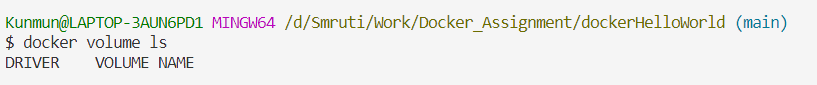 Kunmun@LAPTOP-3AUN6PD1 MINGW64 /d/Smruti/Work/Docker_Assignment/dockerHelloWorld (main)
$ docker volume ls
DRIVER    VOLUME NAME